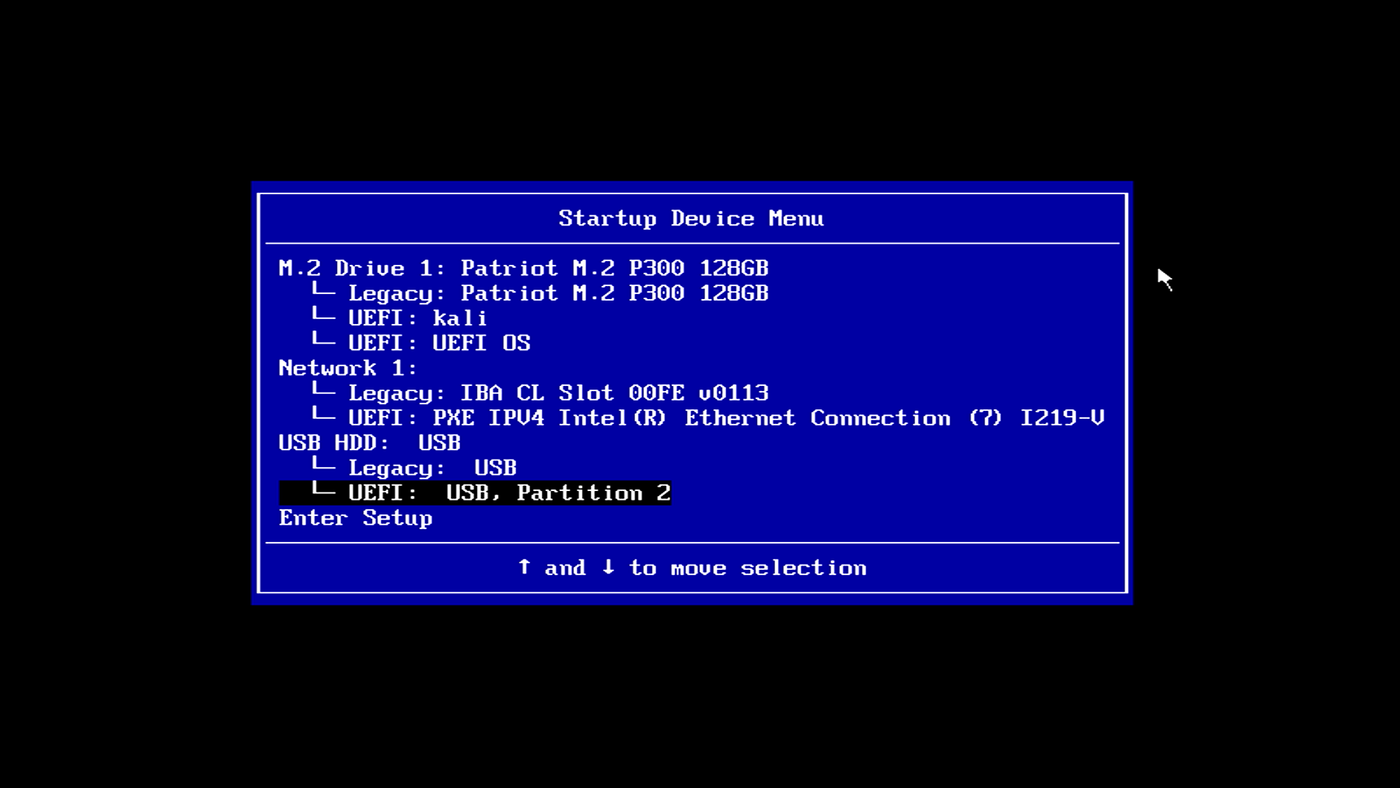 Startup Device Menu
M.2 Drive 1: Patriot M.2 P300 128GB
└─ Legacy: Patriot M.2 P300 128GB
└─ UEFI: kali
└─ UEFI: UEFI OS
Network 1:
└─ Legacy: IBA CL Slot 00FE v0113
└─ UEFI: PXE IPV4 Intel(R) Ethernet Connection (7) I219-V
USB HDD:  USB
└─ Legacy:  USB
└─ UEFI:  USB, Partition 2
Enter Setup
↑ and ↓ to move selection